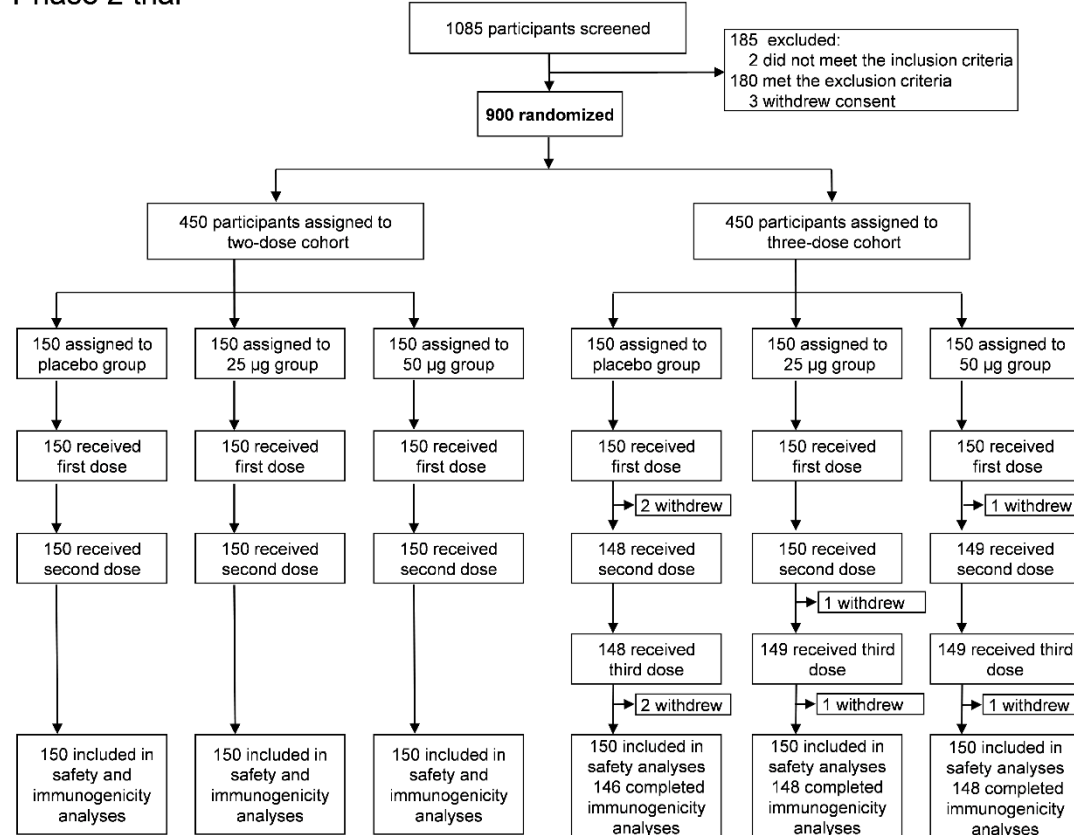 Phase 2 trial
1085 participants screened
185 excluded:
2 did not meet the inclusion criteria
180 met the exclusion criteria
3 withdrew consent
900 randomized
450 participants assigned to
two-dose cohort
450 participants assigned to
three-dose cohort
150 assigned to
placebo group
150 assigned to
25 µg group
150 assigned to
50 µg group
150 assigned to
placebo group
150 assigned to
25 µg group
150 assigned to
50 µg group
150 received
first dose
150 received
first dose
150 received
first dose
150 received
first dose
150 received
first dose
150 received
first dose
2 withdrew
1 withdrew
150 received
second dose
150 received
second dose
150 received
second dose
148 received
second dose
150 received
second dose
149 received
second dose
1 withdrew
148 received
third dose
149 received third
dose
149 received third
dose
2 withdrew
1 withdrew
1 withdrew
150 included in
safety and
immunogenicity
analyses
150 included in
safety and
immunogenicity
analyses
150 included in
safety and
immunogenicity
analyses
150 included in
safety analyses
146 completed
immunogenicity
analyses
150 included in
safety analyses
148 completed
immunogenicity
analyses
150 included in
safety analyses
148 completed
immunogenicity
analyses